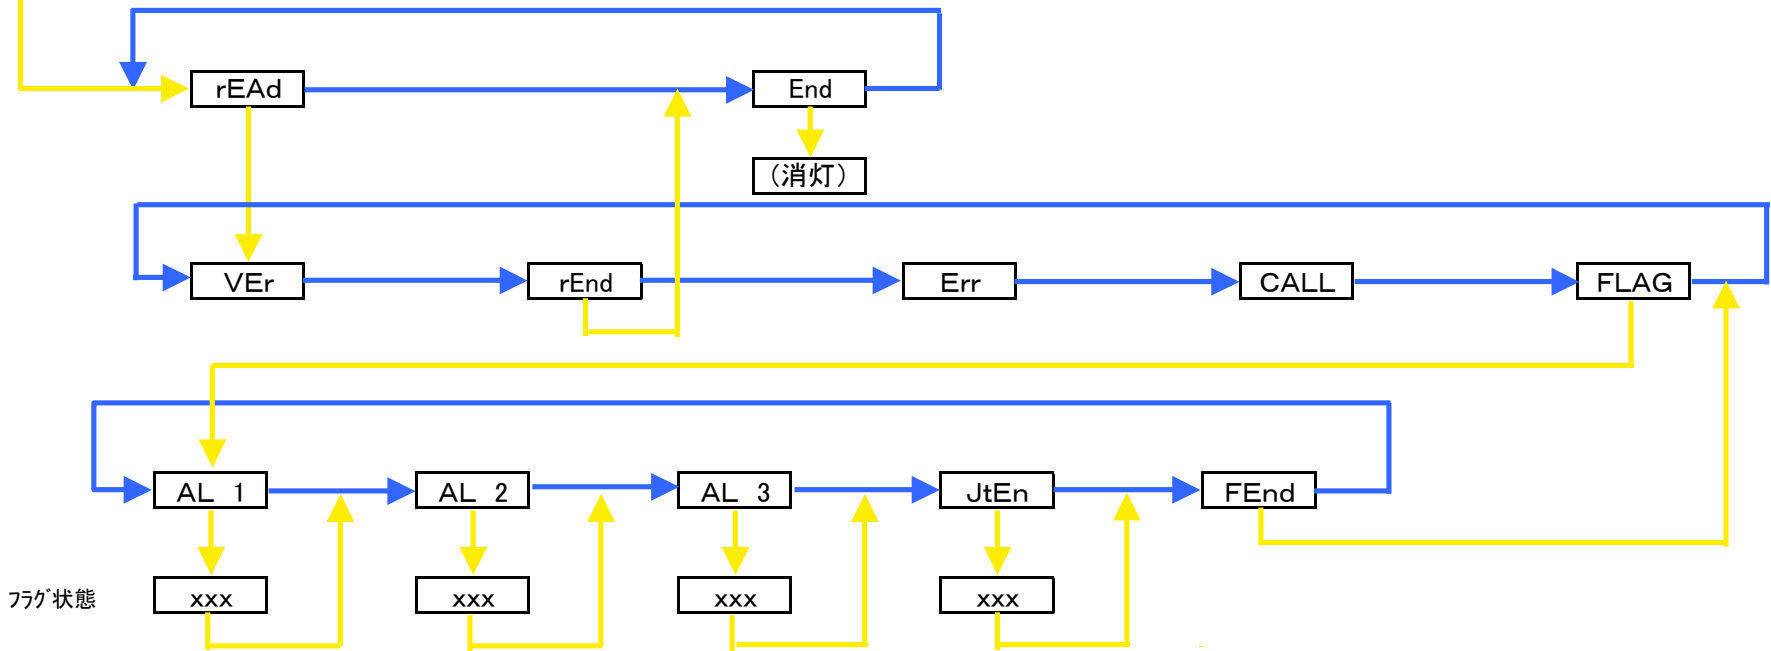 rEAd
End
(消灯)
VEr
rEnd
Err
CALL
FLAG
AL 1
AL 2
AL 3
JtEn
FEnd
ﾌﾗｸﾞ状態
xxx
xxx
xxx
xxx